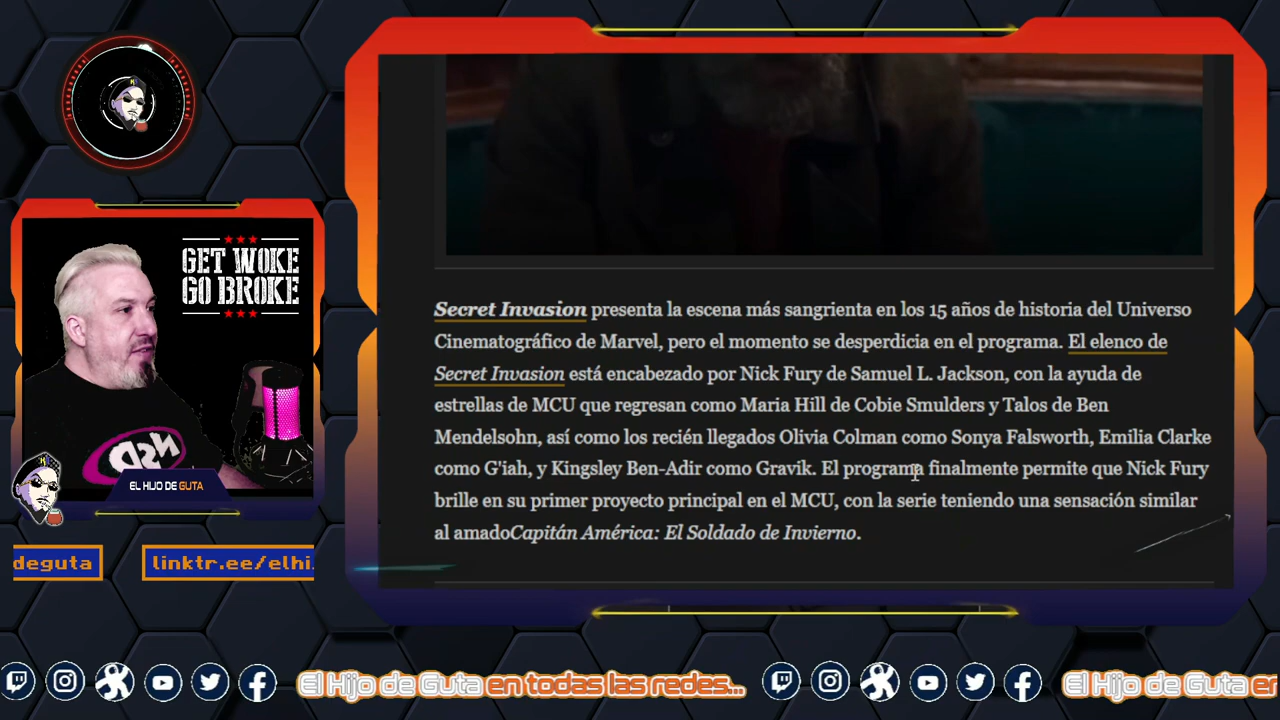 GET WOKE
GO BROKE
EL HIJO DE GUTA
deguta
linktr.ee/elhi
Secret Invasion presenta la escena más sangrienta en los 15 años de historia del Universo
Cinematográfico de Marvel, pero el momento se desperdicia en el programa. El elenco de
Secret Invasion está encabezado por Nick Fury de Samuel L. Jackson, con la ayuda de
estrellas de MCU que regresan como Maria Hill de Cobie Smulders y Talos de Ben
Mendelsohn, así como los recién llegados Olivia Colman como Sonya Falsworth, Emilia Clarke
como G'iah, y Kingsley Ben-Adir como Gravik. El programa finalmente permite que Nick Fury
brille en su primer proyecto principal en el MCU, con la serie teniendo una sensación similar
al amadoCapitán América: El Soldado de Invierno.
El Hijo de Guta en todas las redes...
El Hijo de Guta en